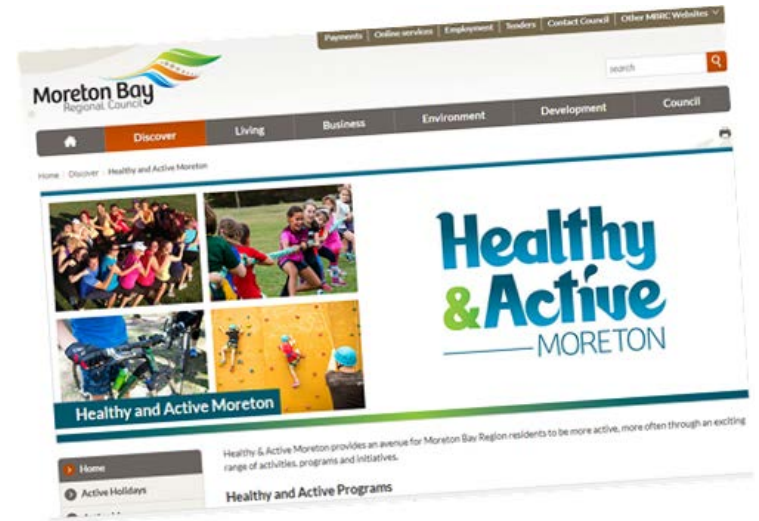 Payments | Online services | Employment | Tenders | Contact Council | Other MBRC Websites
search
Moreton Bay
Regional Council
Discover Living Business Environment Development Council
Home Discover Healthy and Active Moreton
Healthy
&Active
MORETON
Healthy and Active Moreton
Home
Active Holidays
Healthy & Active Moreton provides an avenue for Moreton Bay Region residents to be more active, more often through an exciting
range of activities, programs and initiatives.
Healthy and Active Programs